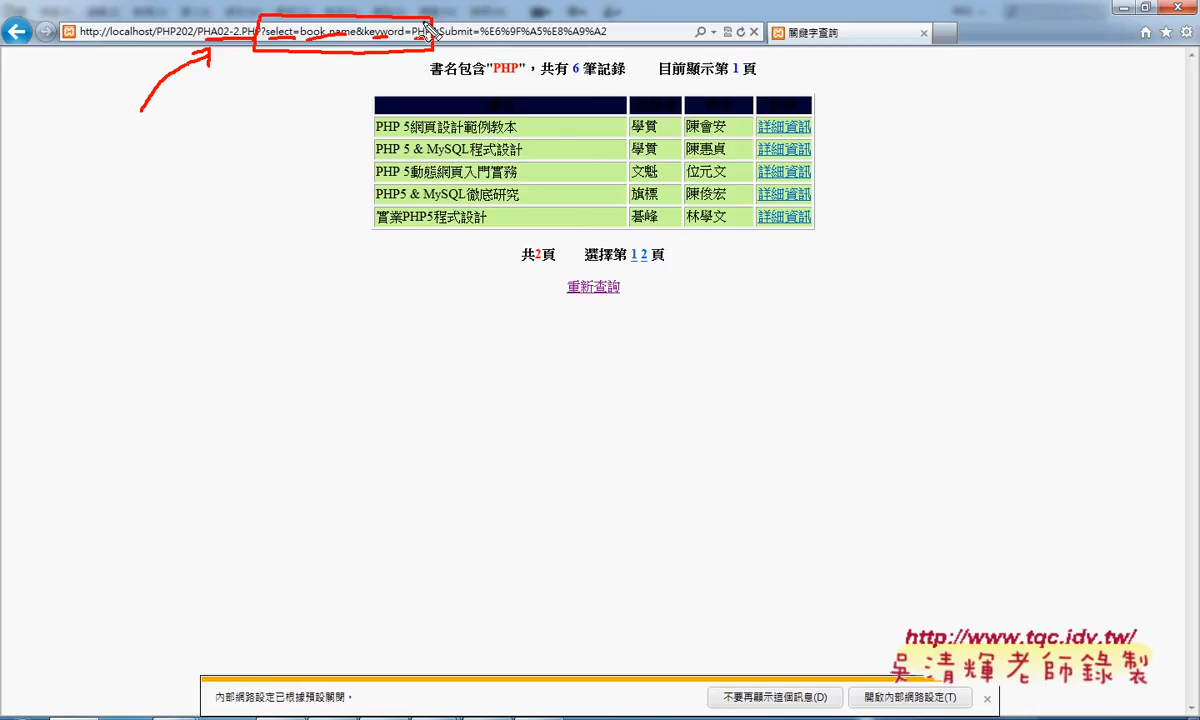 http://localhost/PHP202/PHA02-2.PHP?select=book_name&keyword=PHP&Submit=%E6%9F%A5%E8%A9%A2
關鍵字查詢
書名包含"PHP"，共有 6 筆記錄 目前顯示第 1 頁
PHP 5網頁設計範例教本 學貫 陳會安 詳細資訊
PHP 5 & MySQL程式設計 學貫 陳惠貞 詳細資訊
PHP 5動態網頁入門實務 文魁 位元文 詳細資訊
PHP5 & MySQL徹底研究 旗標 陳俊宏 詳細資訊
實業PHP5程式設計 碁峰 林學文 詳細資訊
共2頁 選擇第 1 2 頁
重新查詢
http://www.tqc.idv.tw/
吳清輝老師錄製
內部網路設定已根據預設關閉。 不要再顯示這個訊息(D) 開啟內部網路設定(T)